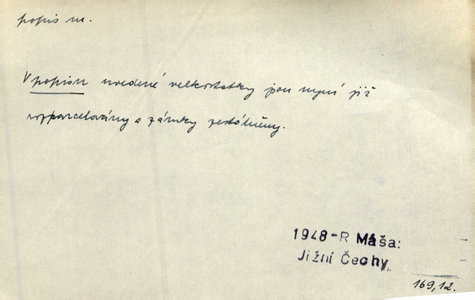 popis m.
V popisu uvedené velkostatky jsou nyní již
rozparcelovány a zámky zestátněny.
1948-R Máša:
Jižní Čechy,
169,12.